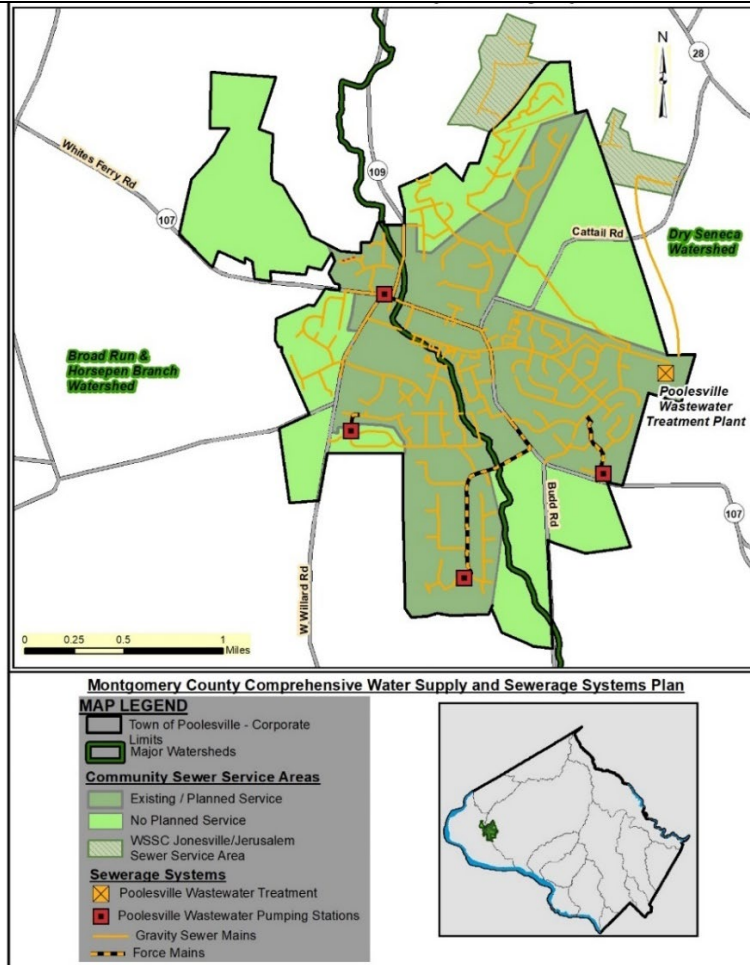 N
28
Whites Ferry Rd
109
107
Cattail Rd
Dry Seneca
Watershed
Broad Run &
Horsepen Branch
Watershed
Poolesville
Wastewater
Treatment Plant
Budd Rd
107
W Willard Rd
0 0.25 0.5 1
Miles
Montgomery County Comprehensive Water Supply and Sewerage Systems Plan
MAP LEGEND
Town of Poolesville - Corporate
Limits
Major Watersheds
Community Sewer Service Areas
Existing / Planned Service
No Planned Service
WSSC Jonesville/Jerusalem
Sewer Service Area
Sewerage Systems
Poolesville Wastewater Treatment
Poolesville Wastewater Pumping Stations
Gravity Sewer Mains
Force Mains